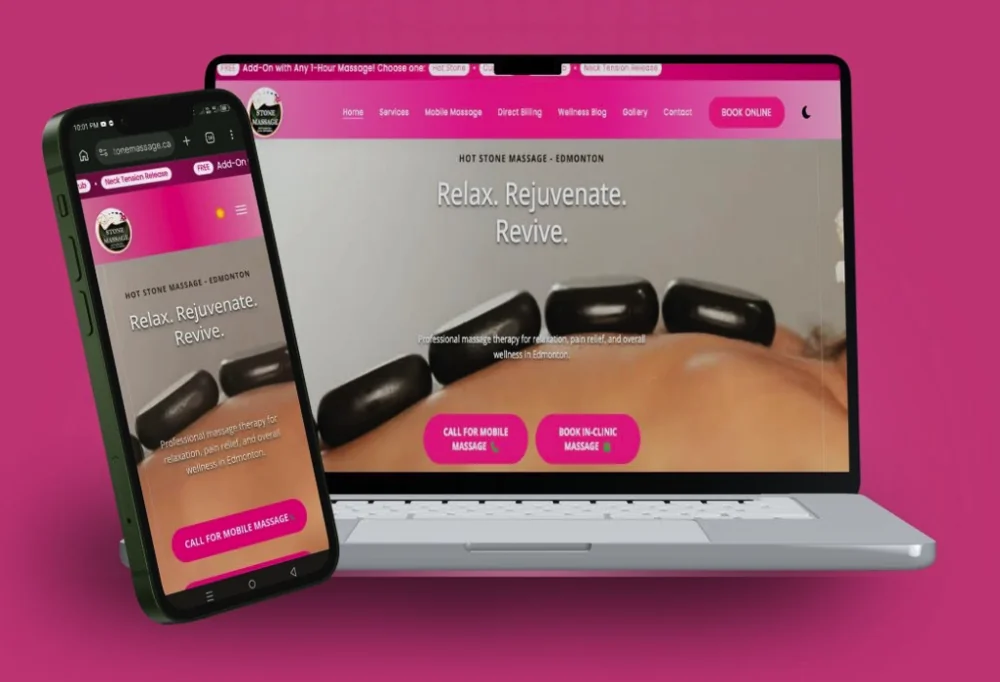 10:01 PM
onemassage.ca
Neck Tension Release
FREE
Add-On
STONE
MASSAGE
HOT STONE MASSAGE - EDMONTON
Relax. Rejuvenate.
Revive.
Professional massage therapy for
relaxation, pain relief, and overall
wellness in Edmonton.
CALL FOR MOBILE MASSAGE
FREE Add-On with Any 1-Hour Massage! Choose one: Hot Stone • • Neck Tension Release
STONE
MASSAGE
Home Services Mobile Massage Direct Billing Wellness Blog Gallery Contact BOOK ONLINE
HOT STONE MASSAGE - EDMONTON
Relax. Rejuvenate.
Revive.
Professional massage therapy for relaxation, pain relief, and overall
wellness in Edmonton.
CALL FOR MOBILE
MASSAGE
BOOK IN-CLINIC
MASSAGE